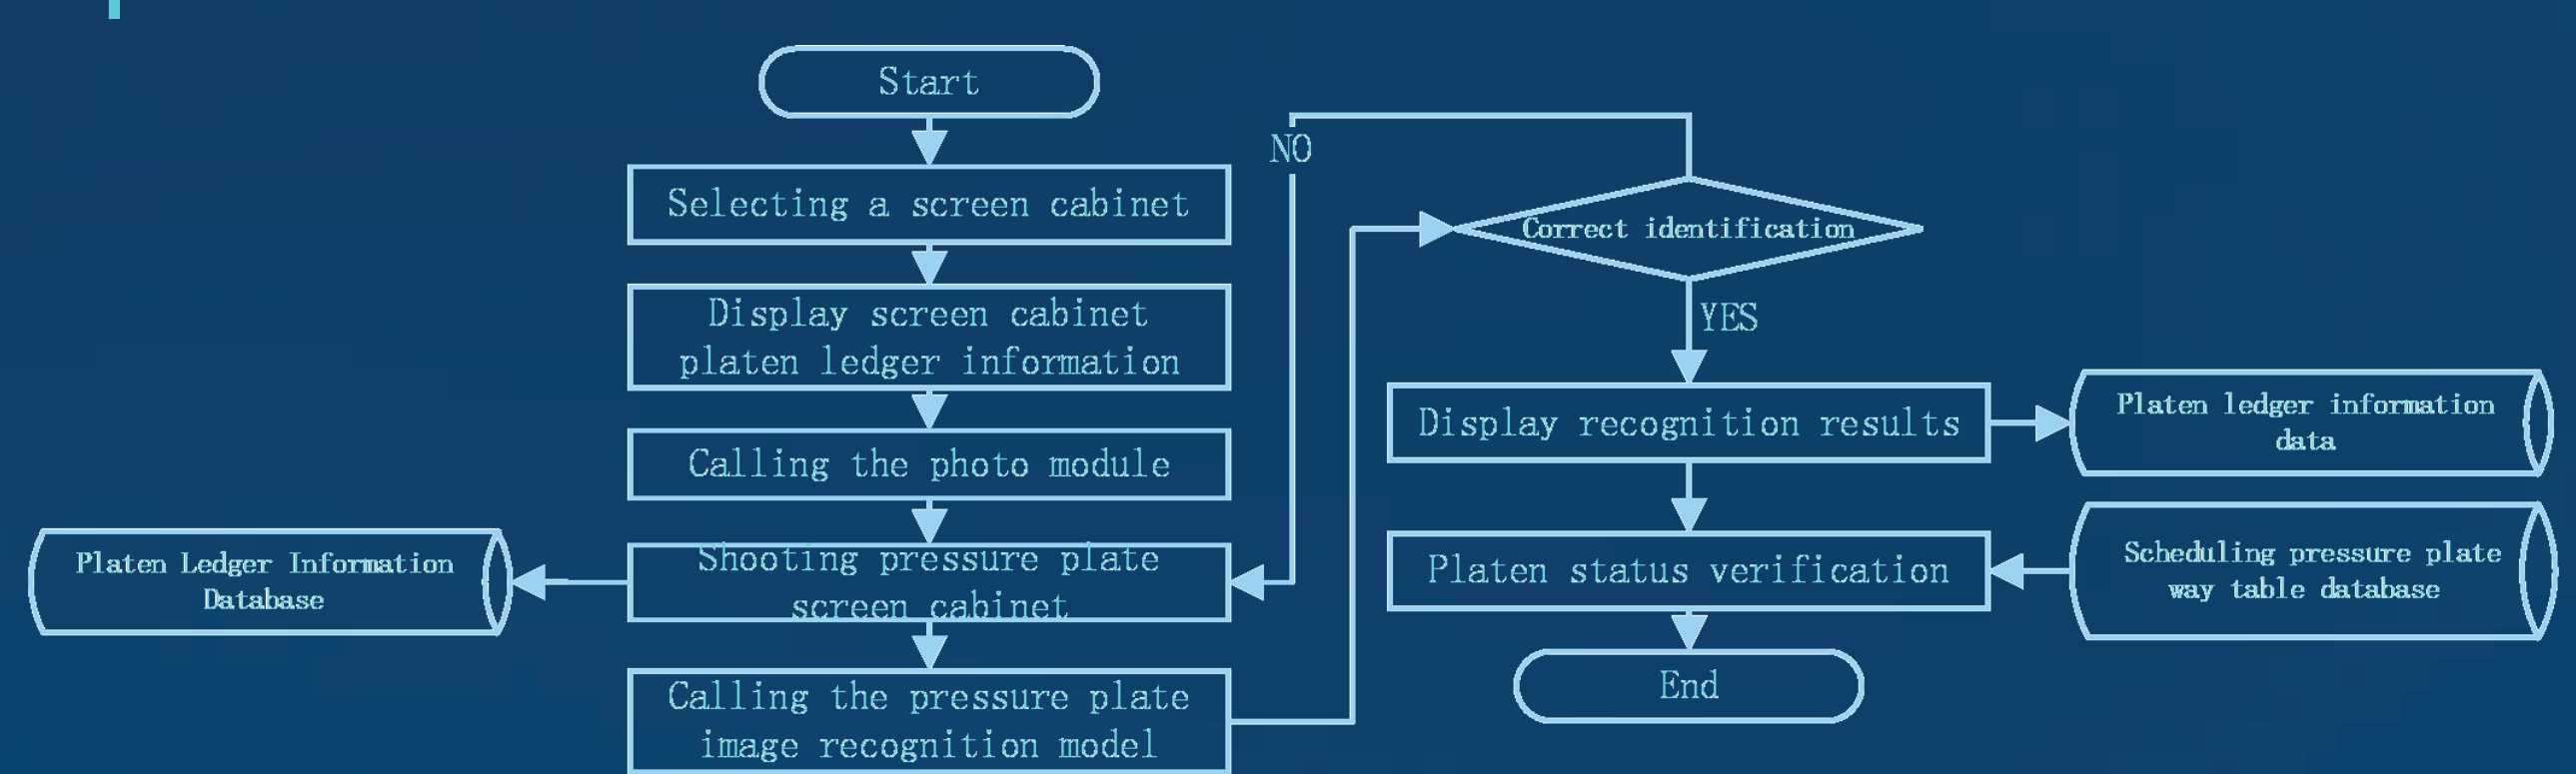 Start
Selecting a screen cabinet
Display screen cabinet
platen ledger information
Calling the photo module
Shooting pressure plate
screen cabinet
Platen Ledger Information
Database
Calling the pressure plate
image recognition model
NO
Correct identification
YES
Display recognition results
Platen ledger information
data
Platen status verification
Scheduling pressure plate
way table database
End